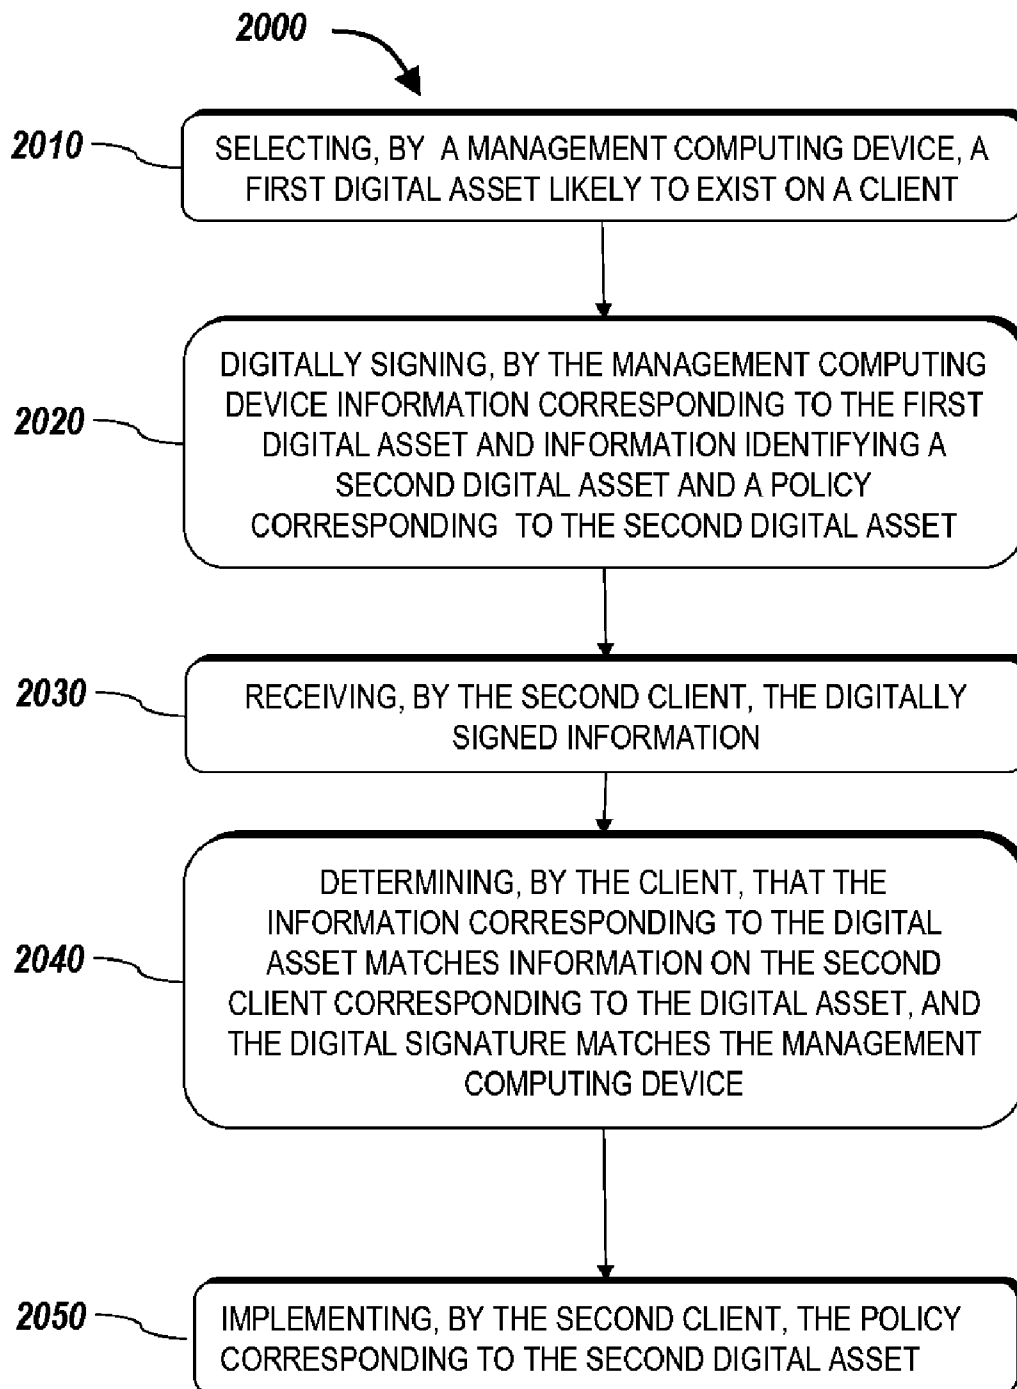 2000
2010
SELECTING, BY A MANAGEMENT COMPUTING DEVICE, A
FIRST DIGITAL ASSET LIKELY TO EXIST ON A CLIENT
2020
DIGITALLY SIGNING, BY THE MANAGEMENT COMPUTING
DEVICE INFORMATION CORRESPONDING TO THE FIRST
DIGITAL ASSET AND INFORMATION IDENTIFYING A
SECOND DIGITAL ASSET AND A POLICY
CORRESPONDING TO THE SECOND DIGITAL ASSET
2030
RECEIVING, BY THE SECOND CLIENT, THE DIGITALLY
SIGNED INFORMATION
2040
DETERMINING, BY THE CLIENT, THAT THE
INFORMATION CORRESPONDING TO THE DIGITAL
ASSET MATCHES INFORMATION ON THE SECOND
CLIENT CORRESPONDING TO THE DIGITAL ASSET, AND
THE DIGITAL SIGNATURE MATCHES THE MANAGEMENT
COMPUTING DEVICE
2050
IMPLEMENTING, BY THE SECOND CLIENT, THE POLICY
CORRESPONDING TO THE SECOND DIGITAL ASSET